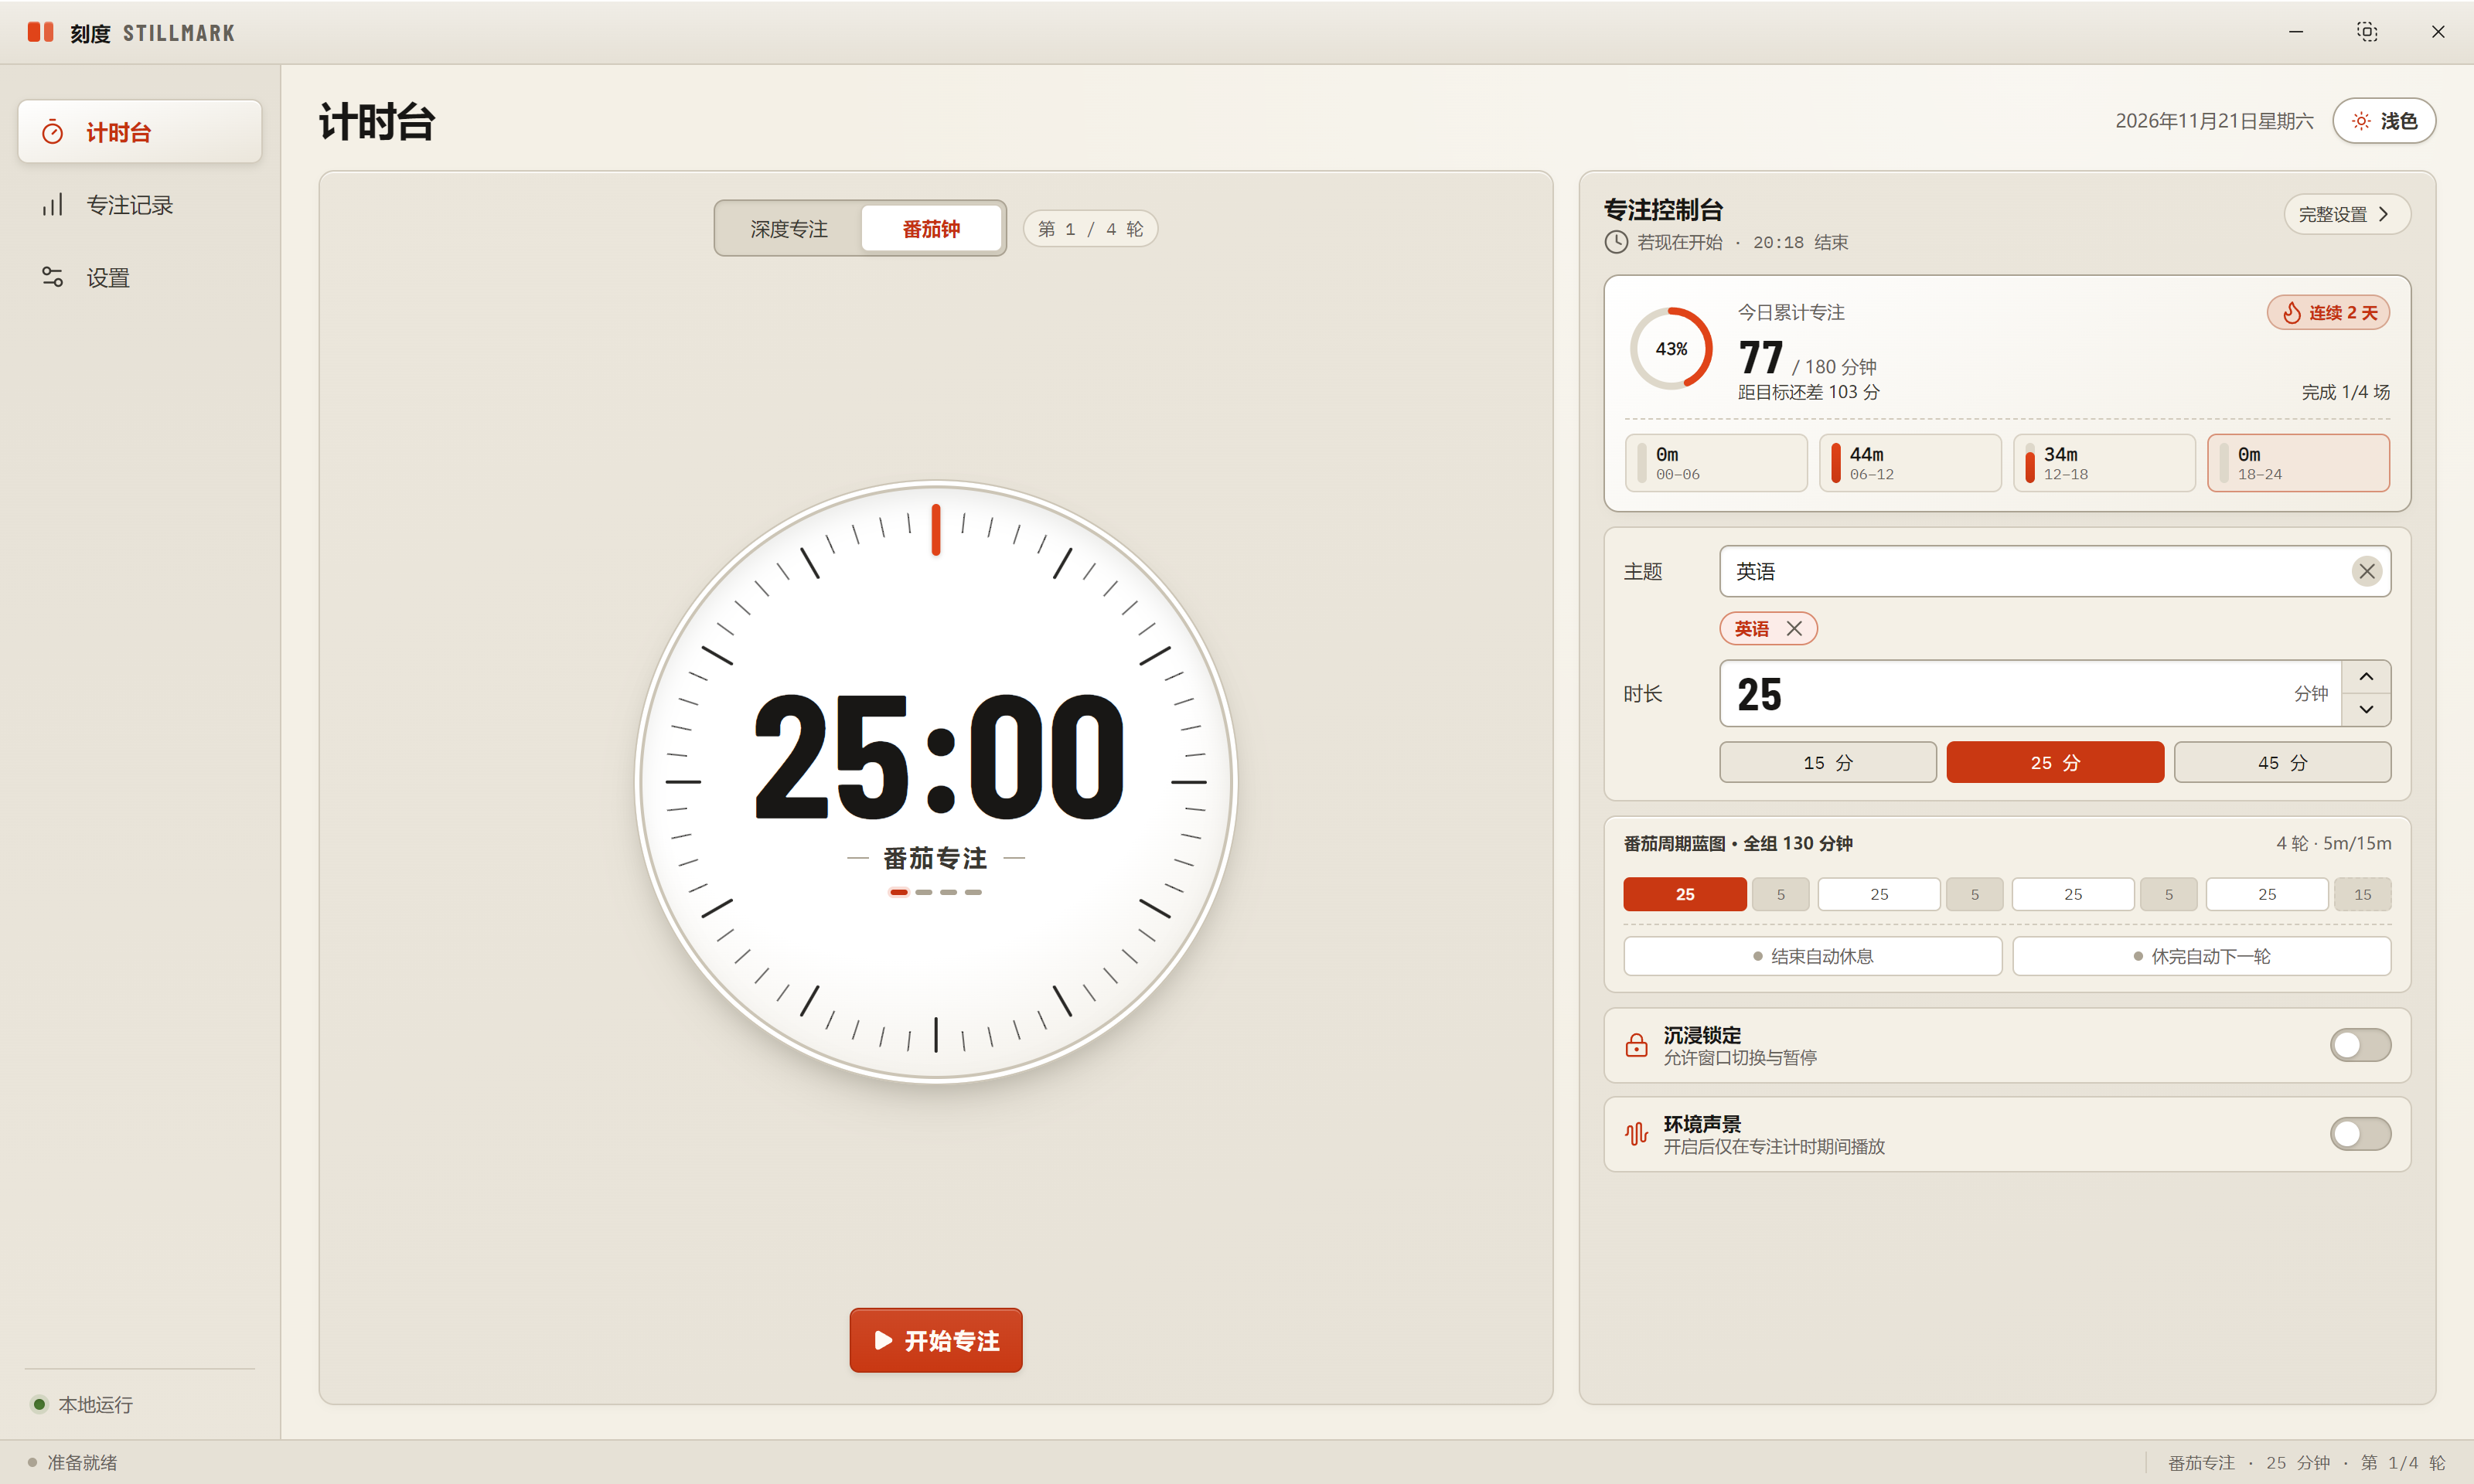 刻度 STILLMARK
计时台
专注记录
设置
本地运行
计时台
2026年11月21日星期六
浅色
深度专注
番茄钟
第 1 / 4 轮
25:00
番茄专注
开始专注
专注控制台
完整设置
若现在开始 · 20:18 结束
43%
今日累计专注
连续 2 天
77 / 180 分钟
距目标还差 103 分
完成 1/4 场
0m
00–06
44m
06–12
34m
12–18
0m
18–24
主题
英语
英语
时长
25
分钟
15 分
25 分
45 分
番茄周期蓝图 • 全组 130 分钟
4 轮 · 5m/15m
25 5 25 5 25 5 25 15
结束自动休息
休完自动下一轮
沉浸锁定
允许窗口切换与暂停
环境声景
开启后仅在专注计时期间播放
准备就绪
番茄专注 · 25 分钟 · 第 1/4 轮